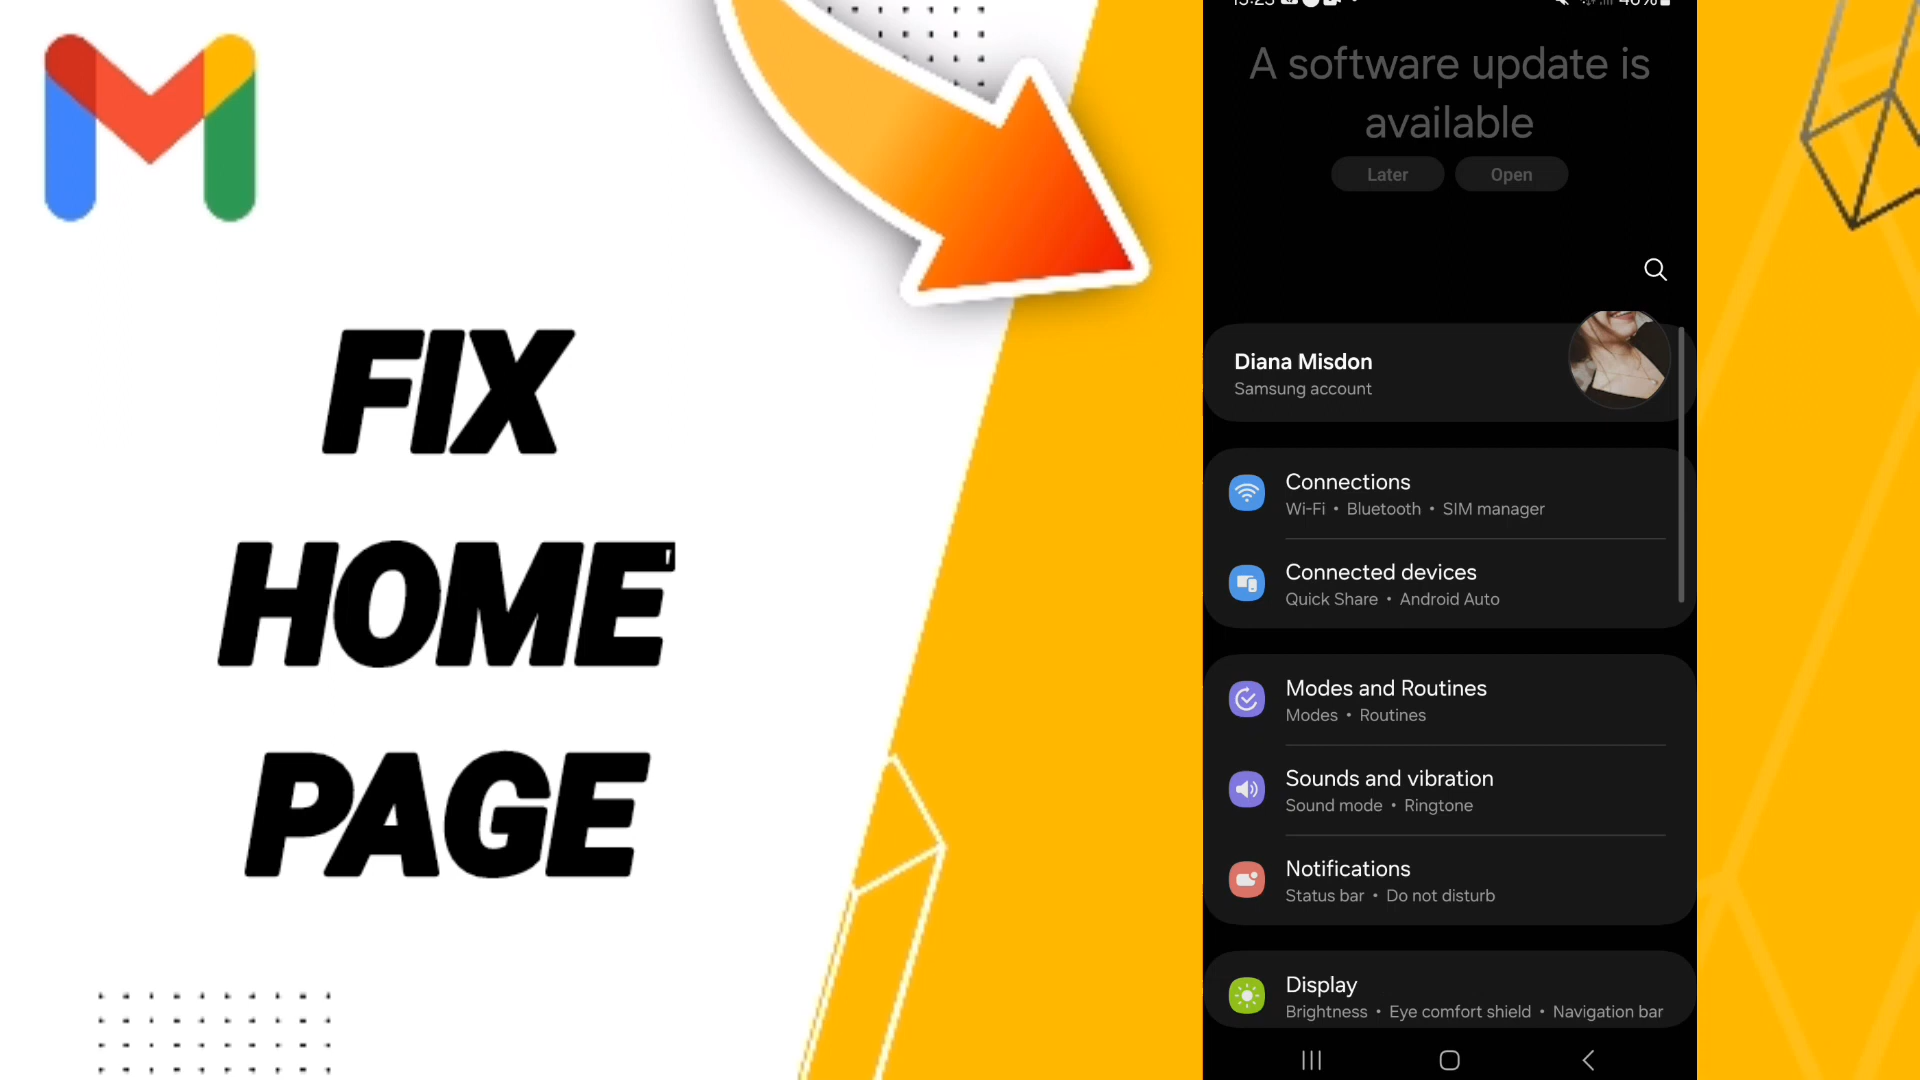 FIX
HOME
PAGE
A software update is
available
Later
Open
Diana Misdon
Samsung account
Connections
Wi-Fi • Bluetooth • SIM manager
Connected devices
Quick Share • Android Auto
Modes and Routines
Modes • Routines
Sounds and vibration
Sound mode • Ringtone
Notifications
Status bar • Do not disturb
Display
Brightness • Eye comfort shield • Navigation bar